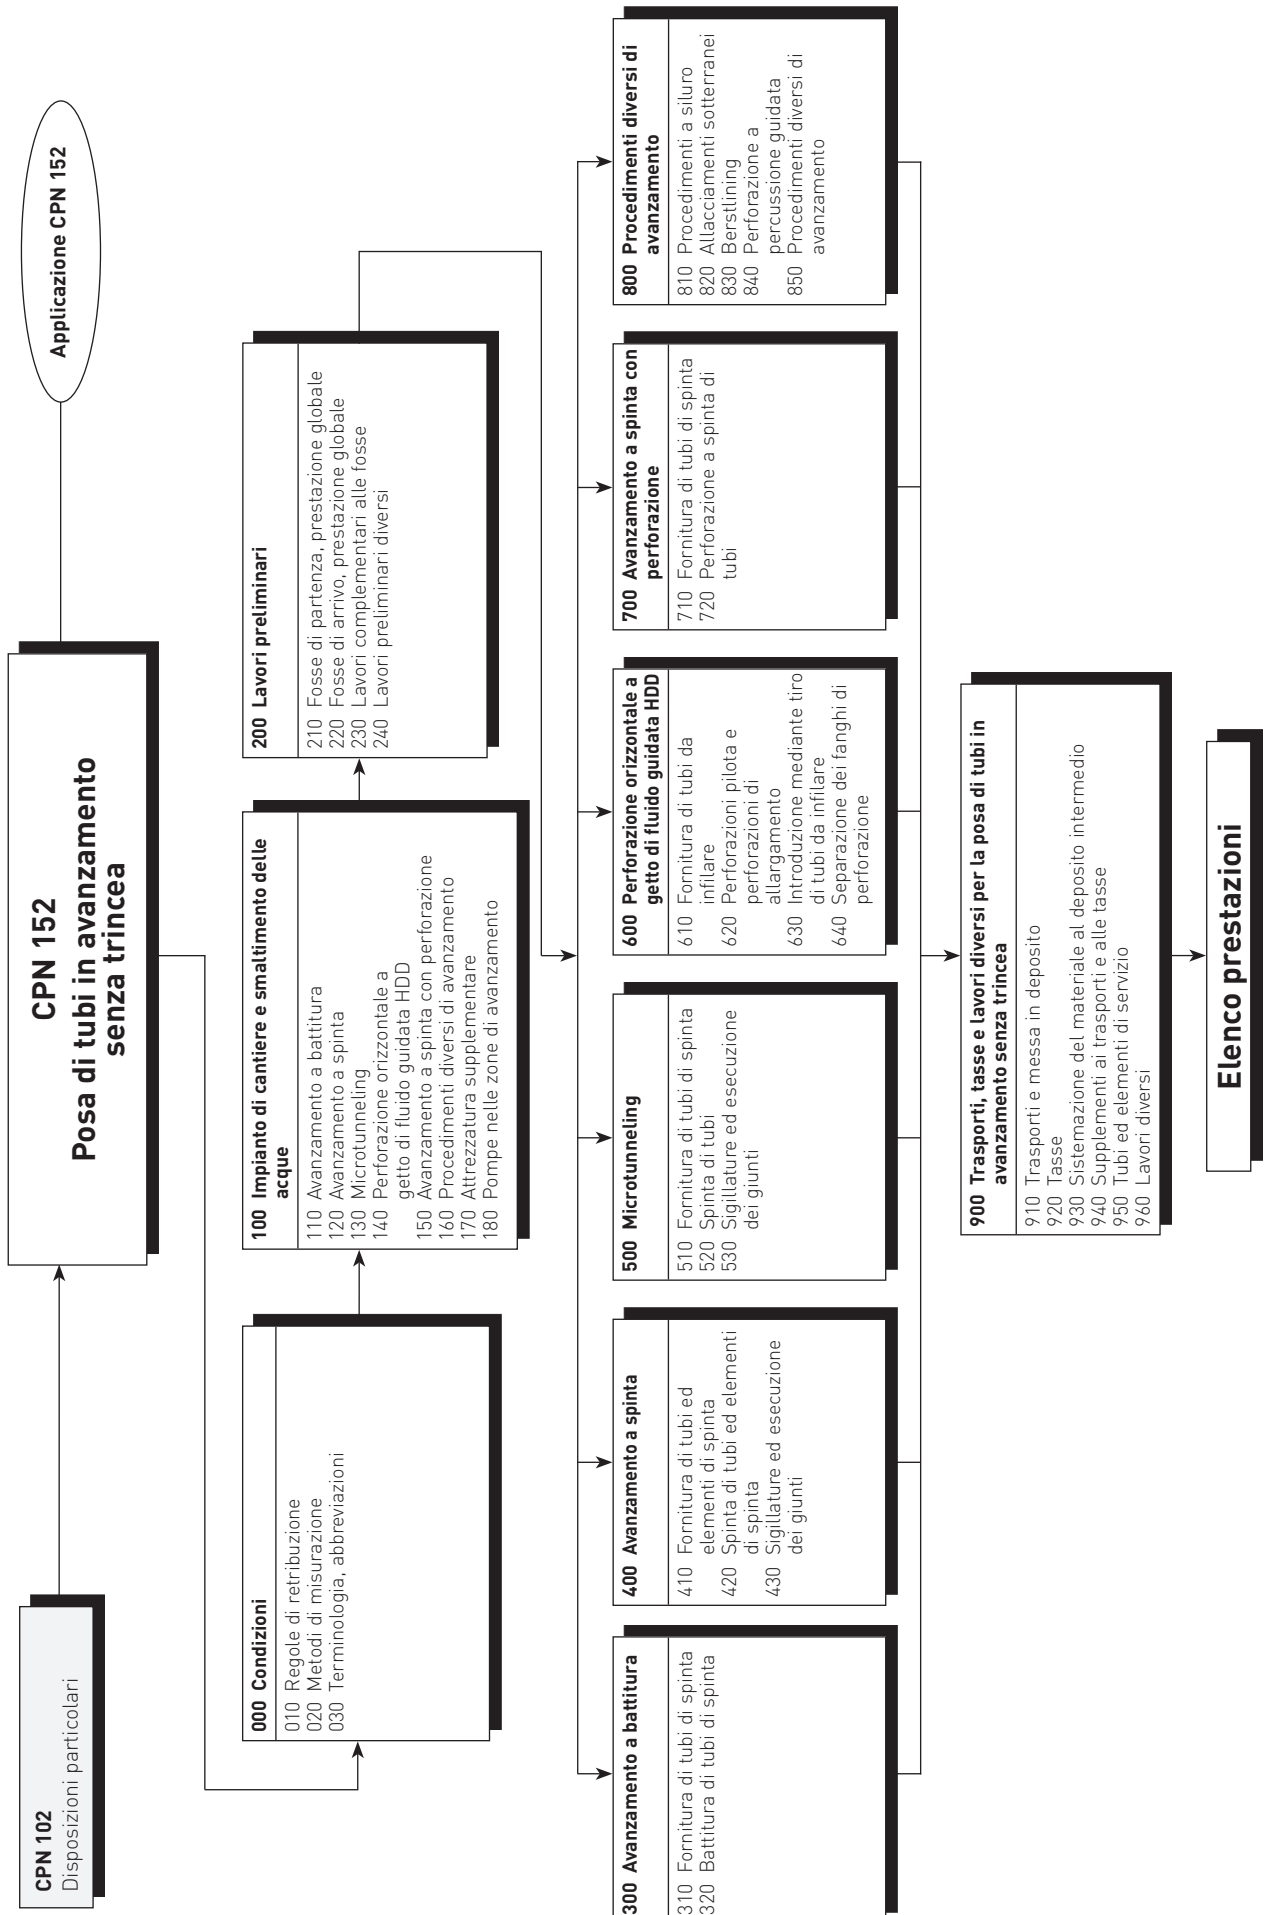 CPN 102
Disposizioni particolari
CPN 152
Posa di tubi in avanzamento
senza trincea
Applicazione CPN 152
000 Condizioni
010 Regole di retribuzione
020 Metodi di misurazione
030 Terminologia, abbreviazioni
100 Impianto di cantiere e smaltimento delle
acque
110 Avanzamento a battitura
120 Avanzamento a spinta
130 Microtunneling
140 Perforazione orizzontale a
getto di fluido guidata HDD
150 Avanzamento a spinta con perforazione
160 Procedimenti diversi di avanzamento
170 Attrezzatura supplementare
180 Pompe nelle zone di avanzamento
200 Lavori preliminari
210 Fosse di partenza, prestazione globale
220 Fosse di arrivo, prestazione globale
230 Lavori complementari alle fosse
240 Lavori preliminari diversi
300 Avanzamento a battitura
310 Fornitura di tubi di spinta
320 Battitura di tubi di spinta
400 Avanzamento a spinta
410 Fornitura di tubi ed
elementi di spinta
420 Spinta di tubi ed elementi
di spinta
430 Sigillature ed esecuzione
dei giunti
500 Microtunneling
510 Fornitura di tubi di spinta
520 Spinta di tubi
530 Sigillature ed esecuzione
dei giunti
600 Perforazione orizzontale a
getto di fluido guidata HDD
610 Fornitura di tubi da
infilare
620 Perforazioni pilota e
perforazioni di
allargamento
630 Introduzione mediante tiro
di tubi da infilare
640 Separazione dei fanghi di
perforazione
700 Avanzamento a spinta con
perforazione
710 Fornitura di tubi di spinta
720 Perforazione a spinta di
tubi
800 Procedimenti diversi di
avanzamento
810 Procedimenti a siluro
820 Allacciamenti sotterranei
830 Berstlining
840 Perforazione a
percussione guidata
850 Procedimenti diversi di
avanzamento
900 Trasporti, tasse e lavori diversi per la posa di tubi in
avanzamento senza trincea
910 Trasporti e messa in deposito
920 Tasse
930 Sistemazione del materiale al deposito intermedio
940 Supplementi ai trasporti e alle tasse
950 Tubi ed elementi di servizio
960 Lavori diversi
Elenco prestazioni